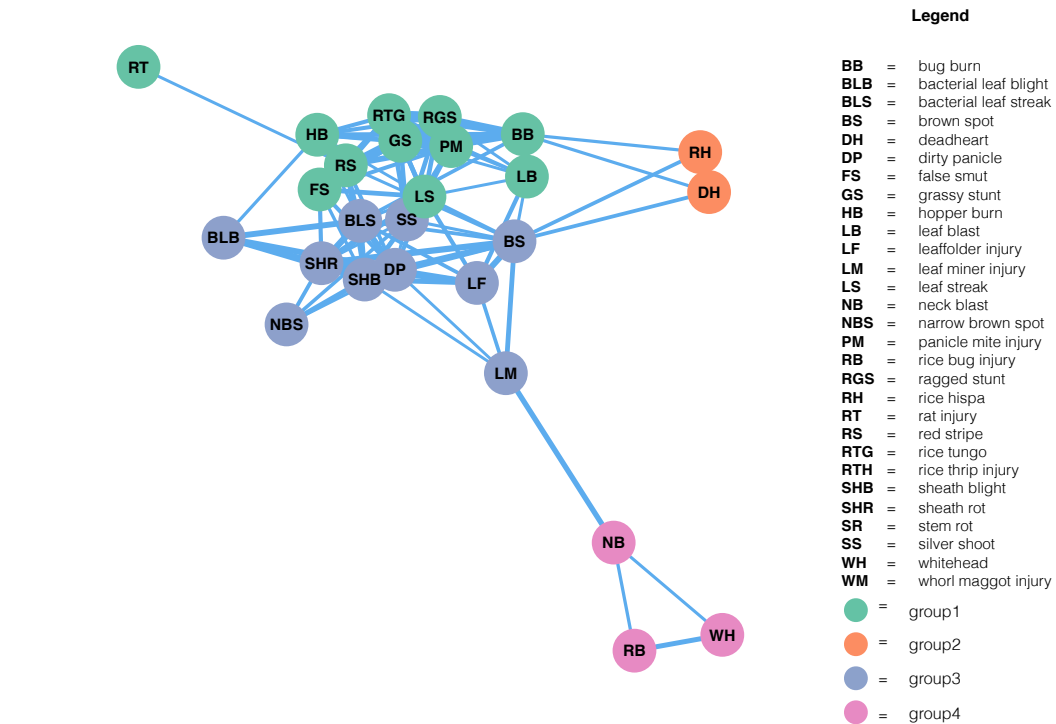 Legend
RT
RTG
RGS
HB
GS
PM
BB
RS
RH
FS
LS
LB
DH
BLB
BLS
SS
BS
SHR
SHB
DP
LF
NBS
LM
NB
RB
WH
BB = bug burn
BLB = bacterial leaf blight
BLS = bacterial leaf streak
BS = brown spot
DH = deadheart
DP = dirty panicle
FS = false smut
GS = grassy stunt
HB = hopper burn
LB = leaf blast
LF = leaffolder injury
LM = leaf miner injury
LS = leaf streak
NB = neck blast
NBS = narrow brown spot
PM = panicle mite injury
RB = rice bug injury
RGS = ragged stunt
RH = rice hispa
RT = rat injury
RS = red stripe
RTG = rice tungo
RTH = rice thrip injury
SHB = sheath blight
SHR = sheath rot
SR = stem rot
SS = silver shoot
WH = whitehead
WM = whorl maggot injury
= group1
= group2
= group3
= group4